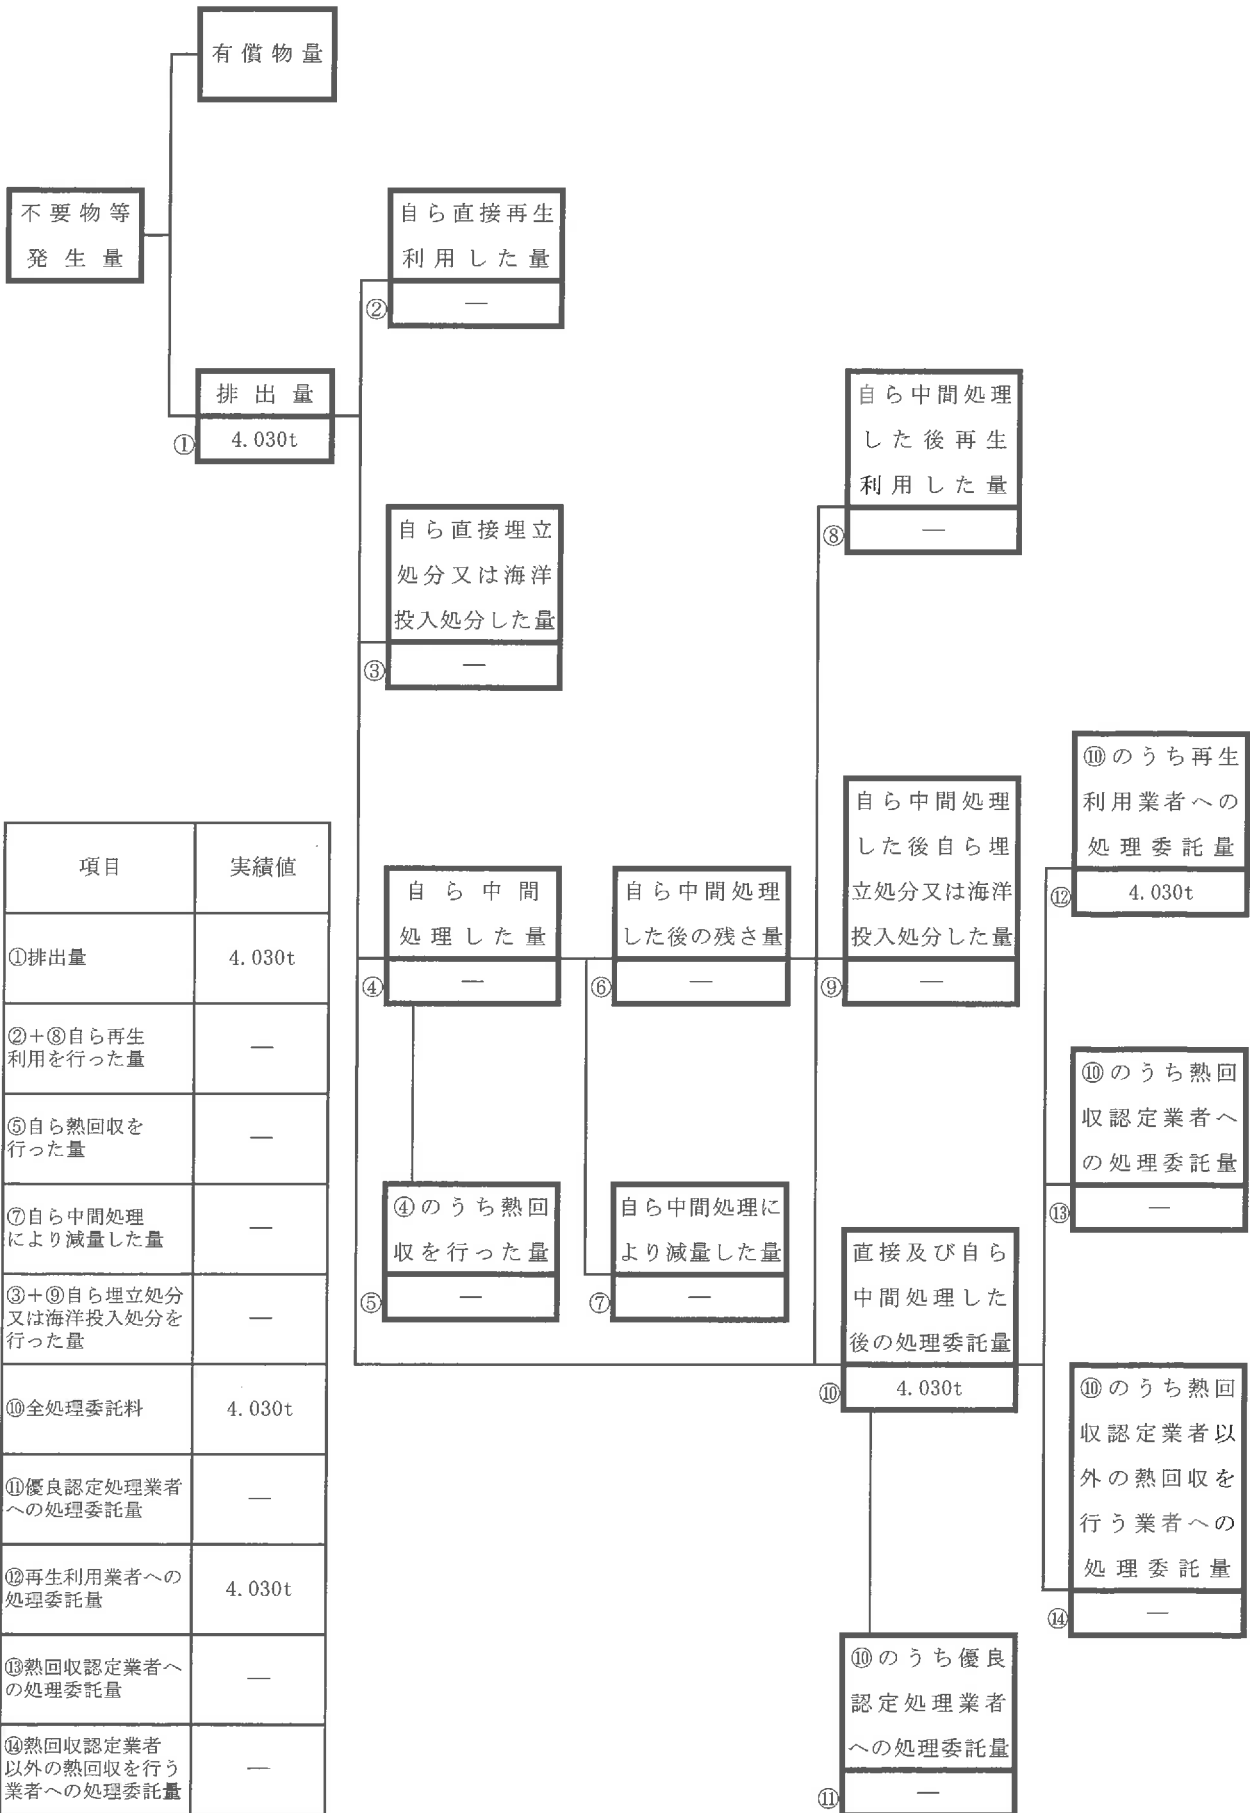 有償物量
不要物等
発生量
自ら直接再生
利用した量
②
—
排出量
①
4.030t
自ら中間処理
した後再生
利用した量
⑧
—
自ら直接埋立
処分又は海洋
投入処分した量
③
—
⑩のうち再生
利用業者への
処理委託量
⑫
4.030t
自ら中間処理
した後自ら埋
立処分又は海洋
投入処分した量
⑨
—
自ら中間
処理した量
④
—
自ら中間処理
した後の残さ量
⑥
—
⑩のうち熱回
収認定業者へ
の処理委託量
⑬
—
④のうち熱回
収を行った量
⑤
—
自ら中間処理に
より減量した量
⑦
—
直接及び自ら
中間処理した
後の処理委託量
⑩
4.030t
⑩のうち熱回
収認定業者以
外の熱回収を
行う業者への
処理委託量
⑭
—
⑩のうち優良
認定処理業者
への処理委託量
⑪
—
項目 実績値
①排出量 4.030t
②+⑧自ら再生
利用を行った量
—
⑤自ら熱回収を
行った量
—
⑦自ら中間処理
により減量した量
—
③+⑨自ら埋立処分
又は海洋投入処分を
行った量
—
⑩全処理委託料 4.030t
⑪優良認定処理業者
への処理委託量
—
⑫再生利用業者への
処理委託量
4.030t
⑬熱回収認定業者へ
の処理委託量
—
⑭熱回収認定業者
以外の熱回収を行う
業者への処理委託量
—